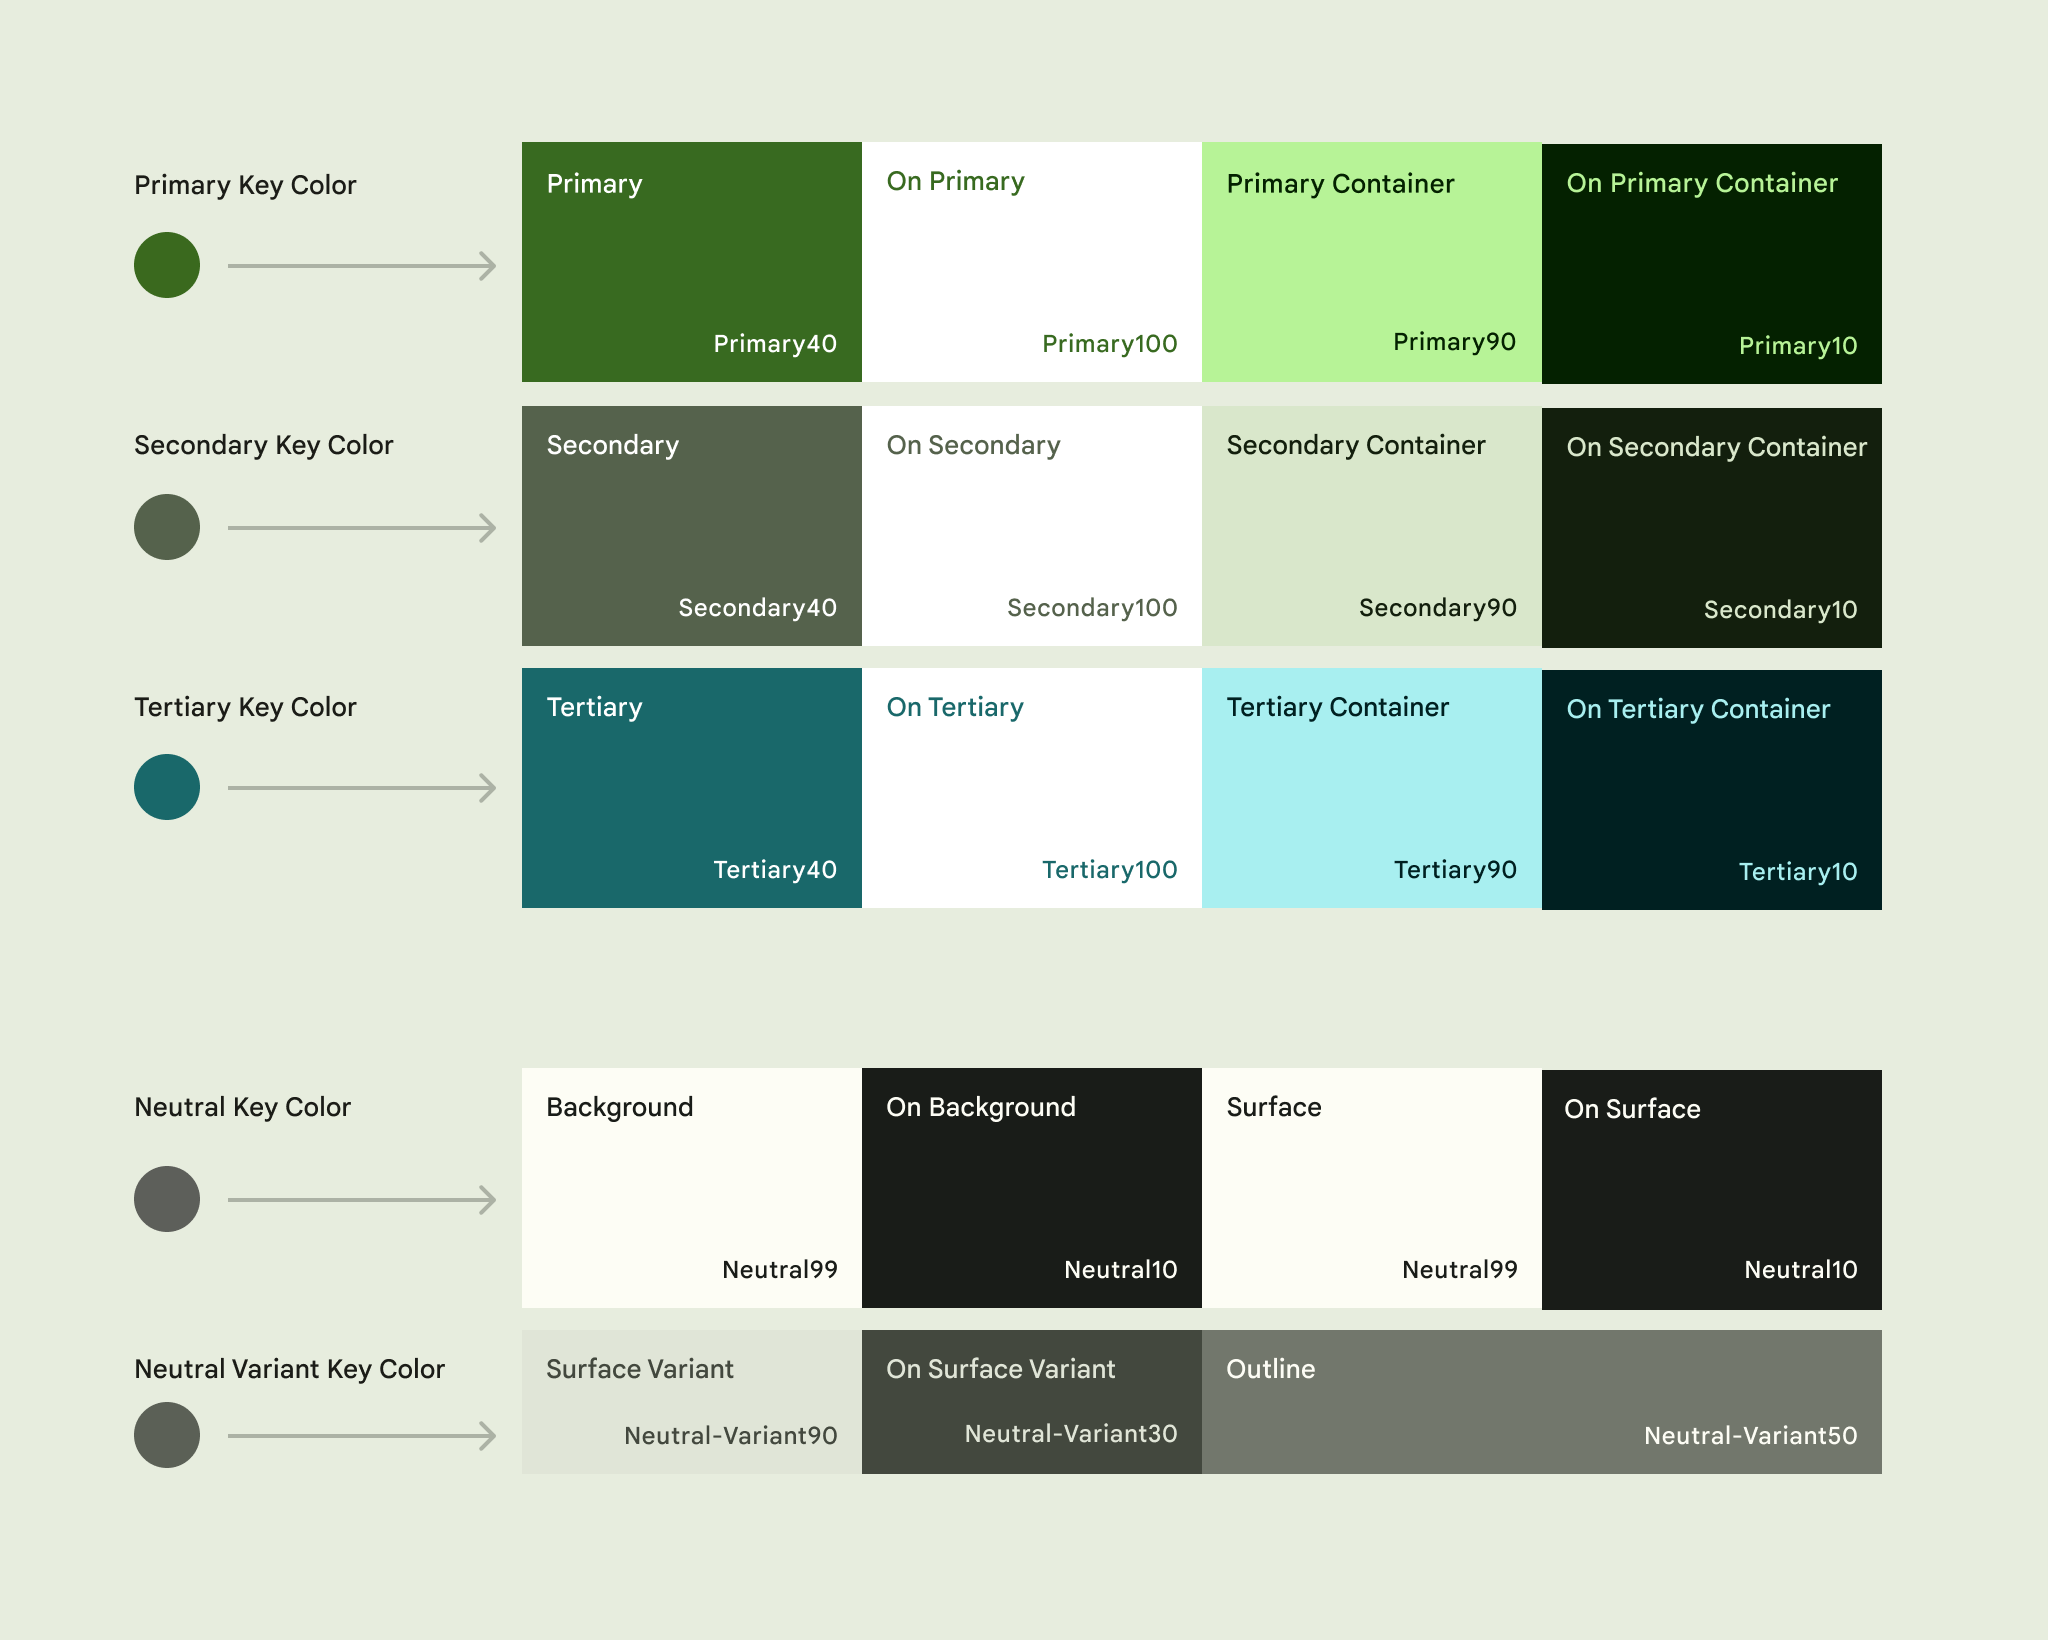 Primary Key Color
Primary
Primary40
On Primary
Primary100
Primary Container
Primary90
On Primary Container
Primary10
Secondary Key Color
Secondary
Secondary40
On Secondary
Secondary100
Secondary Container
Secondary90
On Secondary Container
Secondary10
Tertiary Key Color
Tertiary
Tertiary40
On Tertiary
Tertiary100
Tertiary Container
Tertiary90
On Tertiary Container
Tertiary10
Neutral Key Color
Background
Neutral99
On Background
Neutral10
Surface
Neutral99
On Surface
Neutral10
Neutral Variant Key Color
Surface Variant
Neutral-Variant90
On Surface Variant
Neutral-Variant30
Outline
Neutral-Variant50